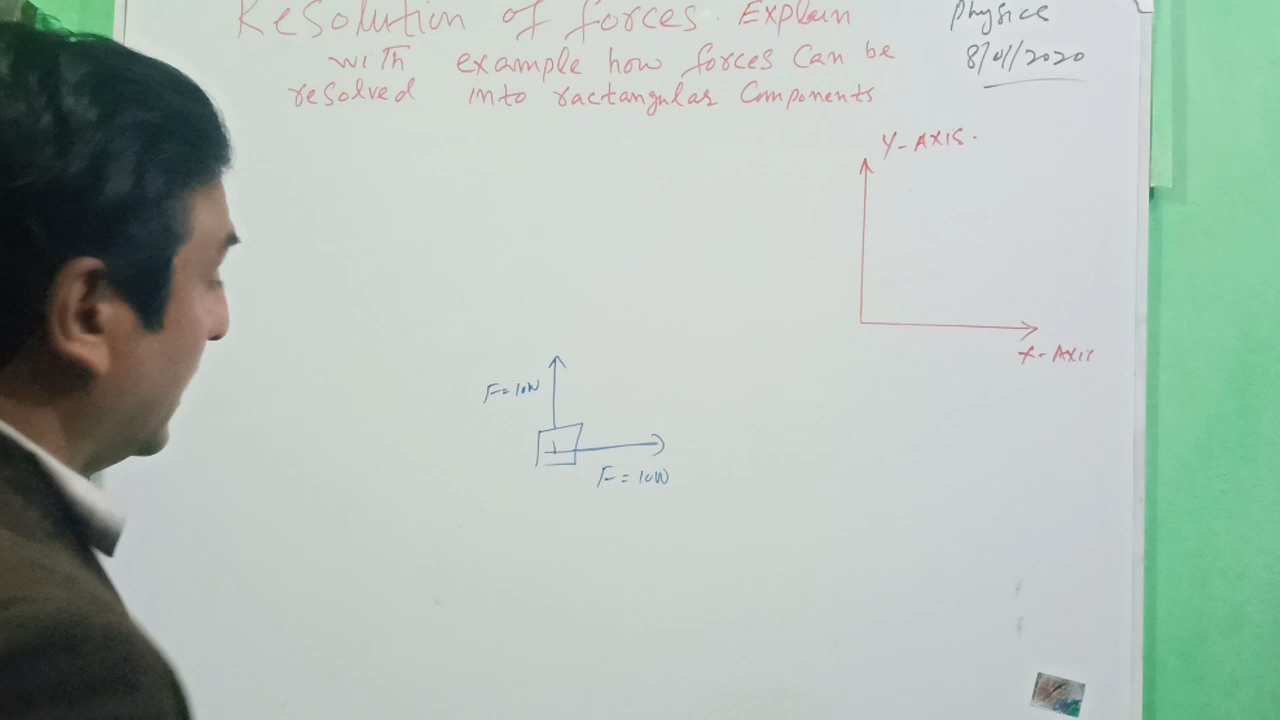 Resolution of forces. Explain
with example how forces can be
resolved into ractangular Components
Physics
8/01/2020
Y-AXIS.
X-AXIS
F=10N
F=10N